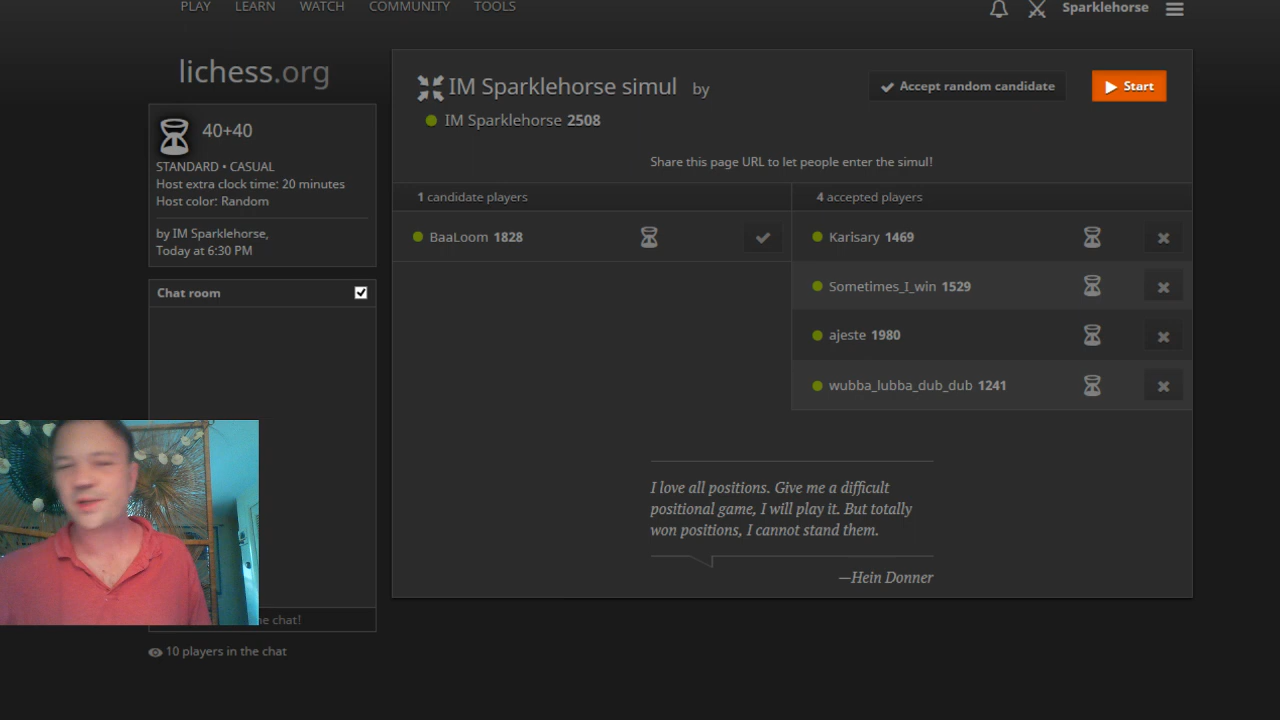 PLAY LEARN WATCH COMMUNITY TOOLS Sparklehorse
lichess.org
40+40
STANDARD • CASUAL
Host extra clock time: 20 minutes
Host color: Random
by IM Sparklehorse,
Today at 6:30 PM
Chat room
he chat!
10 players in the chat
IM Sparklehorse simul by
IM Sparklehorse 2508
Accept random candidate
Start
Share this page URL to let people enter the simul!
1 candidate players
BaaLoom 1828
4 accepted players
Karisary 1469
Sometimes_I_win 1529
ajeste 1980
wubba_lubba_dub_dub 1241
I love all positions. Give me a difficult
positional game, I will play it. But totally
won positions, I cannot stand them.
—Hein Donner